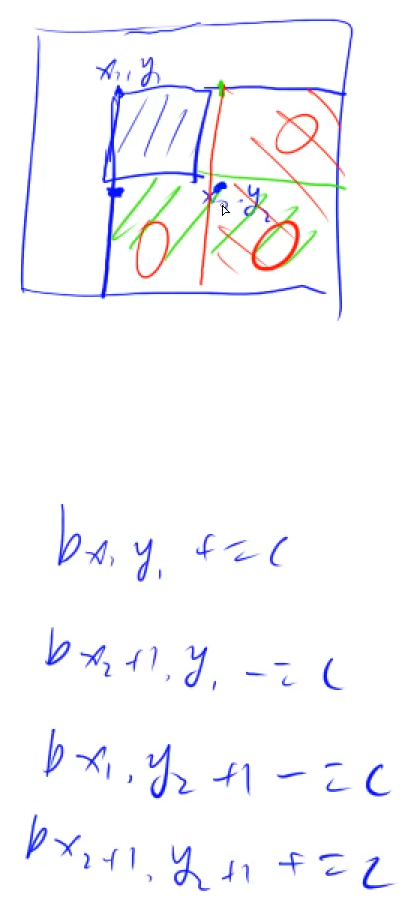 x₁, y₁
x₂, y₂
b x₁ y₁ += c
b x₂+1, y₁ -= c
b x₁, y₂+1 -= c
b x₂+1, y₂+1 += c